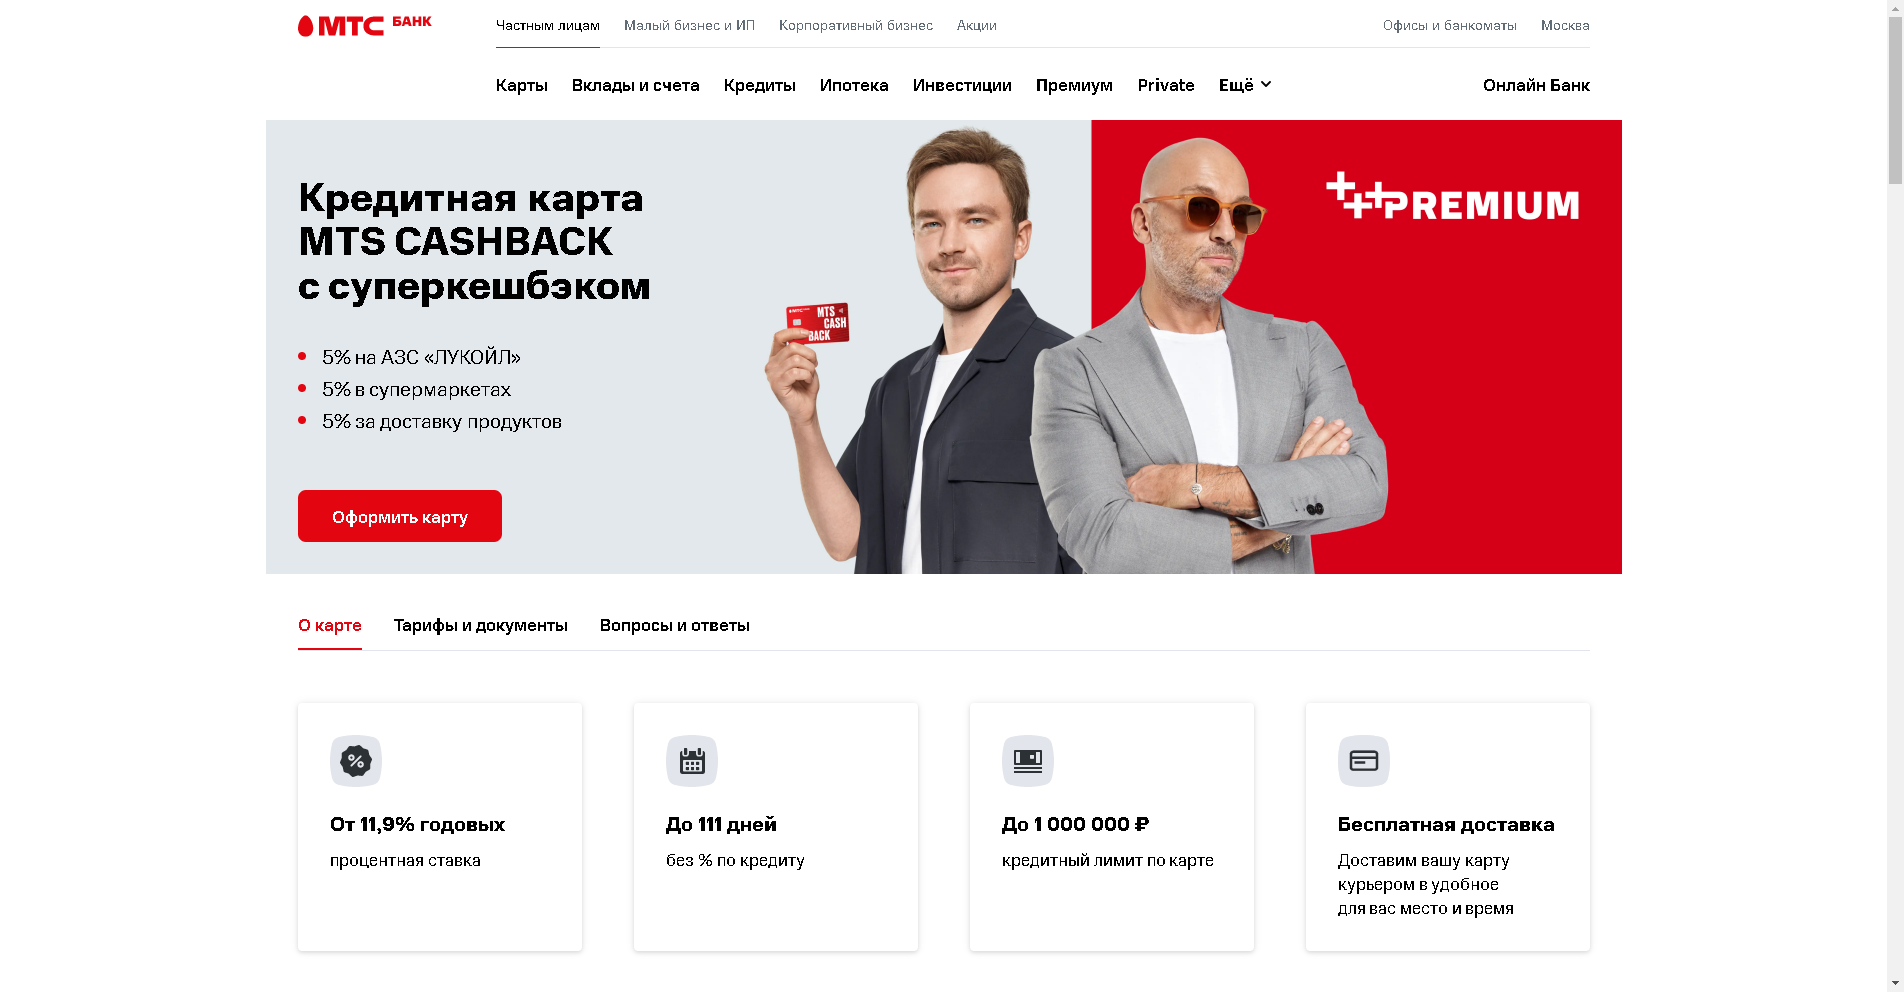 МТС БАНК
Частным лицам
Малый бизнес и ИП
Корпоративный бизнес
Акции
Офисы и банкоматы
Москва
Карты
Вклады и счета
Кредиты
Ипотека
Инвестиции
Премиум
Private
Ещё
Онлайн Банк
Кредитная карта
MTS CASHBACK
с суперкешбэком
5% на АЗС «ЛУКОЙЛ»
5% в супермаркетах
5% за доставку продуктов
Оформить карту
МТС
MTS
CASH
BACK
PREMIUM
О карте
Тарифы и документы
Вопросы и ответы
От 11,9% годовых
процентная ставка
До 111 дней
без % по кредиту
До 1 000 000 ₽
кредитный лимит по карте
Бесплатная доставка
Доставим вашу карту
курьером в удобное
для вас место и время